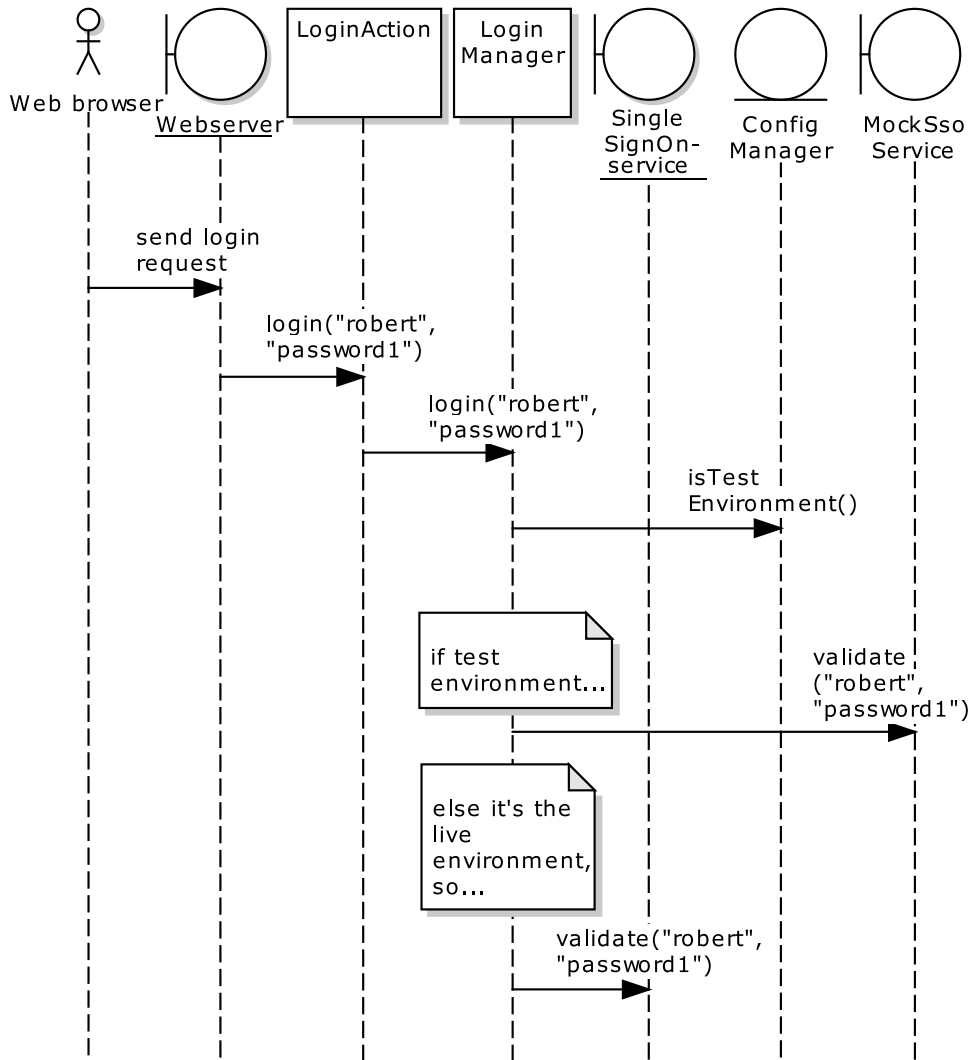 Web browser
Webserver
LoginAction
Login
Manager
Single
SignOn-
service
Config
Manager
MockSso
Service
send login
request
login("robert",
"password1")
login("robert",
"password1")
isTest
Environment()
if test
environment...
validate
("robert",
"password1")
else it's the
live
environment,
so...
validate("robert",
"password1")